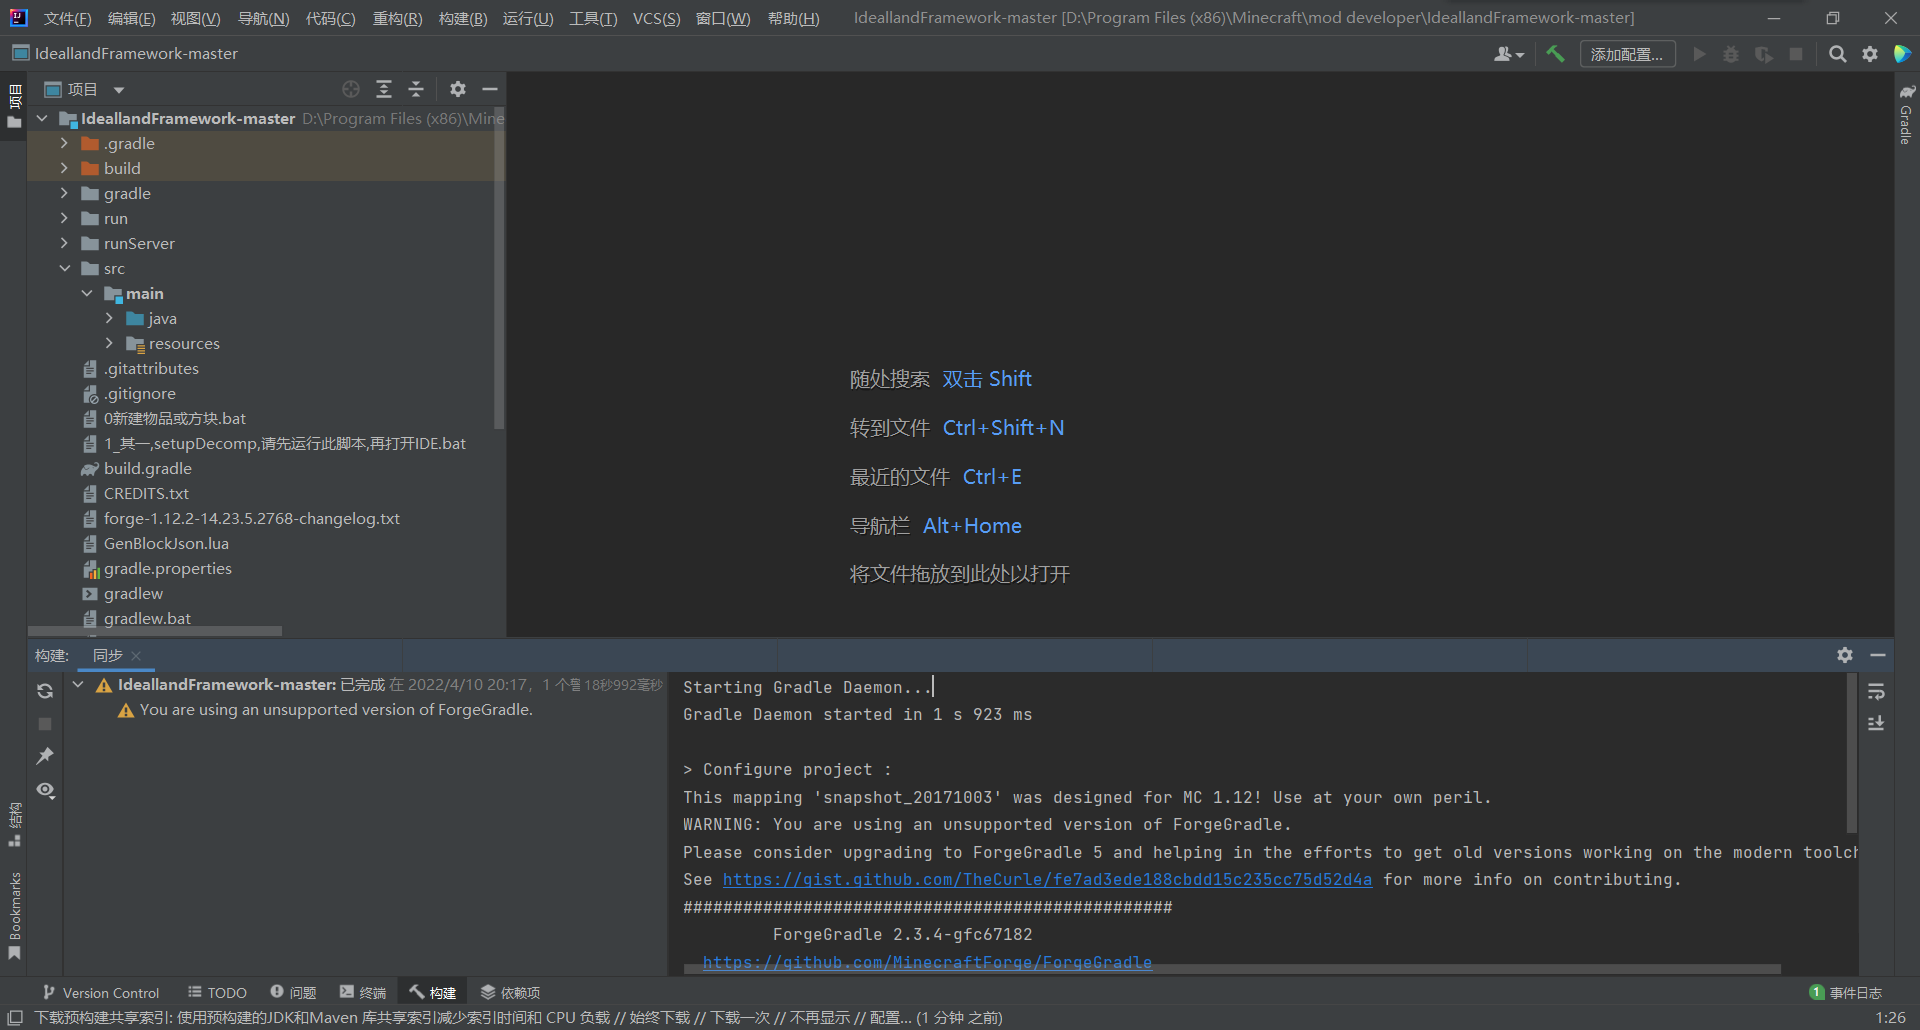 文件(F) 编辑(E) 视图(V) 导航(N) 代码(C) 重构(R) 构建(B) 运行(U) 工具(T) VCS(S) 窗口(W) 帮助(H) IdeallandFramework-master [D:\Program Files (x86)\Minecraft\mod developer\IdeallandFramework-master]
IdeallandFramework-master
添加配置...
项目
项目
Gradle
IdeallandFramework-master D:\Program Files (x86)\Mine
.gradle
build
gradle
run
runServer
src
main
java
resources
.gitattributes
.gitignore
0新建物品或方块.bat
1_其一,setupDecomp,请先运行此脚本,再打开IDE.bat
build.gradle
CREDITS.txt
forge-1.12.2-14.23.5.2768-changelog.txt
GenBlockJson.lua
gradle.properties
gradlew
gradlew.bat
随处搜索 双击 Shift
转到文件 Ctrl+Shift+N
最近的文件 Ctrl+E
导航栏 Alt+Home
将文件拖放到此处以打开
构建: 同步
IdeallandFramework-master: 已完成 在 2022/4/10 20:17，1 个警 18秒992毫秒
You are using an unsupported version of ForgeGradle.
Starting Gradle Daemon...
Gradle Daemon started in 1 s 923 ms
> Configure project :
This mapping 'snapshot_20171003' was designed for MC 1.12! Use at your own peril.
WARNING: You are using an unsupported version of ForgeGradle.
Please consider upgrading to ForgeGradle 5 and helping in the efforts to get old versions working on the modern toolch
See https://gist.github.com/TheCurle/fe7ad3ede188cbdd15c235cc75d52d4a for more info on contributing.
#################################################
ForgeGradle 2.3.4-gfc67182
https://github.com/MinecraftForge/ForgeGradle
结构
Bookmarks
Version Control TODO 问题 终端 构建 依赖项 1 事件日志
下载预构建共享索引: 使用预构建的JDK和Maven 库共享索引减少索引时间和 CPU 负载 // 始终下载 // 下载一次 // 不再显示 // 配置... (1 分钟 之前) 1:26